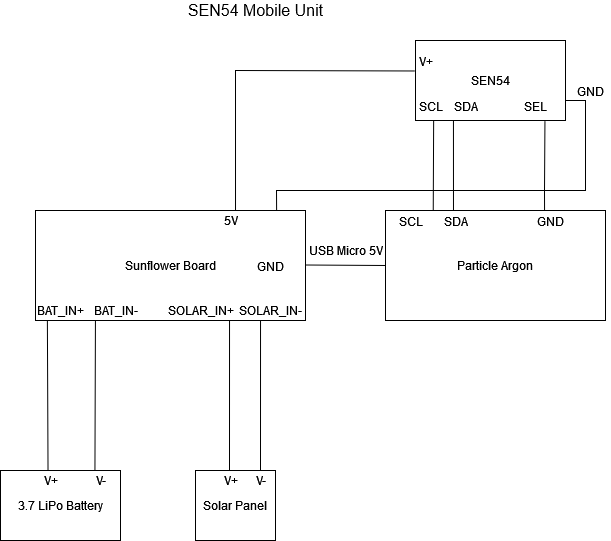 SEN54 Mobile Unit
V+
SEN54
GND
SCL SDA SEL
5V
SCL SDA GND
USB Micro 5V
Sunflower Board GND
Particle Argon
BAT_IN+ BAT_IN- SOLAR_IN+ SOLAR_IN-
V+ V- V+ V-
3.7 LiPo Battery
Solar Panel